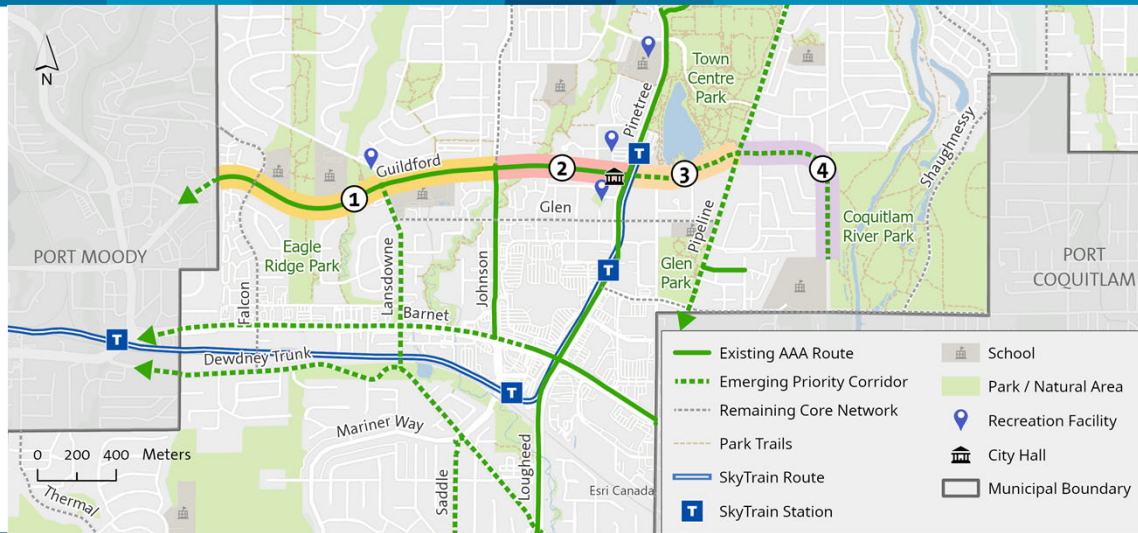 N
Town
Centre
Park
Pinetree
T
Guildford
2
3
4
1
Glen
Shaughnessy
Coquitlam
River Park
PORT MOODY
Eagle
Ridge Park
Falcon
Lansdowne
Johnson
T
Pipeline
Glen
Park
PORT
COQUITLAM
Barnet
T
Dewdney Trunk
T
Mariner Way
0 200 400 Meters
Saddle
Lougheed
Esri Canada
Thermal
Existing AAA Route
Emerging Priority Corridor
Remaining Core Network
Park Trails
SkyTrain Route
T SkyTrain Station
School
Park / Natural Area
Recreation Facility
City Hall
Municipal Boundary